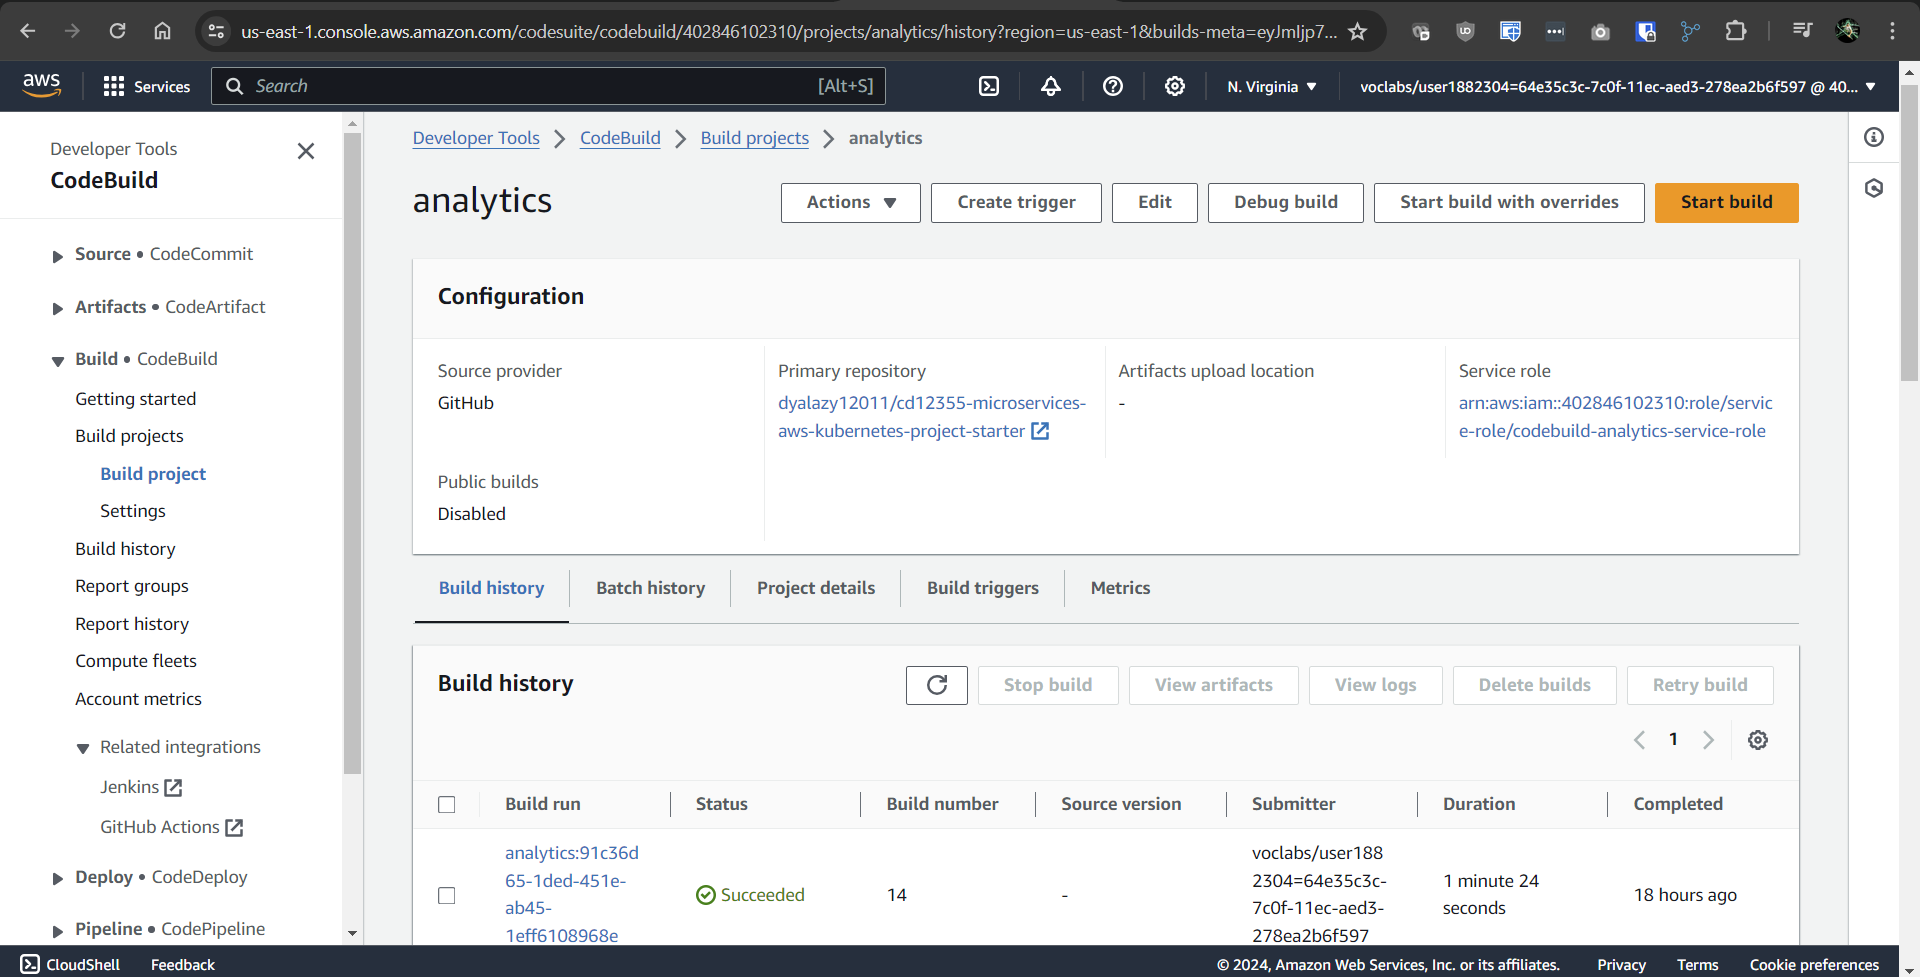 us-east-1.console.aws.amazon.com/codesuite/codebuild/402846102310/projects/analytics/history?region=us-east-1&builds-meta=eyJmIjp7...
aws
Services
Search
[Alt+S]
N. Virginia
voclabs/user1882304=64e35c3c-7c0f-11ec-aed3-278ea2b6f597 @ 40...
Developer Tools
CodeBuild
Source • CodeCommit
Artifacts • CodeArtifact
Build • CodeBuild
Getting started
Build projects
Build project
Settings
Build history
Report groups
Report history
Compute fleets
Account metrics
Related integrations
Jenkins
GitHub Actions
Deploy • CodeDeploy
Pipeline • CodePipeline
Developer Tools
CodeBuild
Build projects
analytics
analytics
Actions
Create trigger
Edit
Debug build
Start build with overrides
Start build
Configuration
Source provider
GitHub
Primary repository
dyalazy12011/cd12355-microservices-
aws-kubernetes-project-starter
Artifacts upload location
-
Service role
arn:aws:iam::402846102310:role/servic
e-role/codebuild-analytics-service-role
Public builds
Disabled
Build history
Batch history
Project details
Build triggers
Metrics
Build history
Stop build
View artifacts
View logs
Delete builds
Retry build
1
Build run
Status
Build number
Source version
Submitter
Duration
Completed
analytics:91c36d
65-1ded-451e-
ab45-
1eff6108968e
Succeeded
14
-
voclabs/user188
2304=64e35c3c-
7c0f-11ec-aed3-
278ea2b6f597
1 minute 24
seconds
18 hours ago
CloudShell
Feedback
© 2024, Amazon Web Services, Inc. or its affiliates.
Privacy
Terms
Cookie preferences